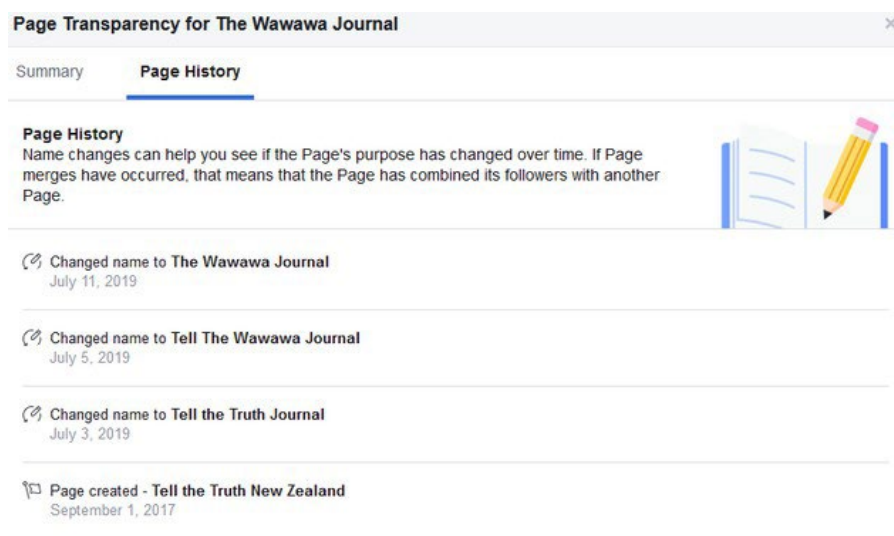 Page Transparency for The Wawawa Journal
Summary
Page History
Page History
Name changes can help you see if the Page's purpose has changed over time. If Page
merges have occurred, that means that the Page has combined its followers with another
Page.
Changed name to The Wawawa Journal
July 11, 2019
Changed name to Tell The Wawawa Journal
July 5, 2019
Changed name to Tell the Truth Journal
July 3, 2019
Page created - Tell the Truth New Zealand
September 1, 2017